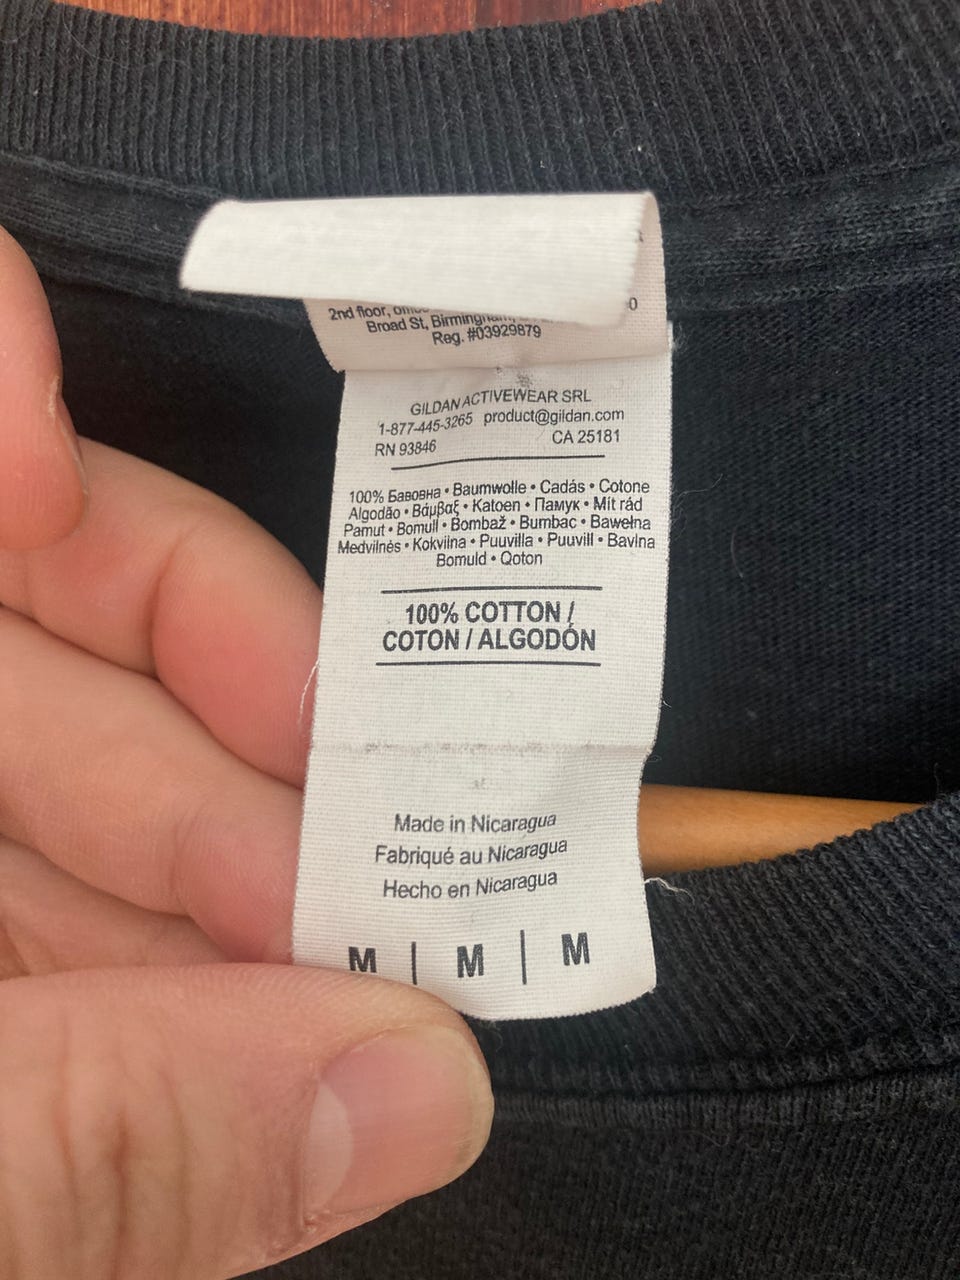 2nd floor,
Broad St, Birmingham,
Reg. #03929879
GILDAN ACTIVEWEAR SRL
1-877-445-3265 product@gildan.com
RN 93846 CA 25181
100% Бавовна • Baumwolle • Cadás • Cotone
Algodão • Βάμβαξ • Katoen • Памук • Mit rád
Pamut • Bomull • Bombaž • Bumbac • Bawełna
Medvilnės • Kokvilna • Puuvilla • Puuvill • Bavlna
Bomuld • Qoton
100% COTTON /
COTON / ALGODÓN
Made in Nicaragua
Fabriqué au Nicaragua
Hecho en Nicaragua
M | M | M